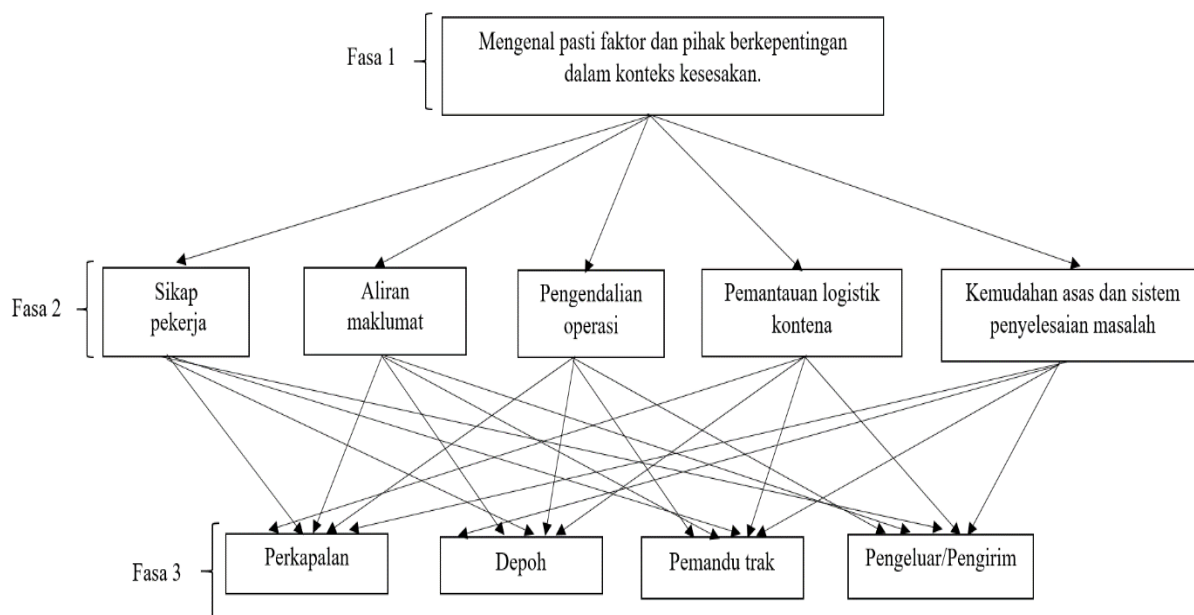 Fasa 1
Mengenal pasti faktor dan pihak berkepentingan
dalam konteks kesesakan.
Fasa 2
Sikap
pekerja
Aliran
maklumat
Pengendalian
operasi
Pemantauan logistik
kontena
Kemudahan asas dan sistem
penyelesaian masalah
Fasa 3
Perkapalan
Depoh
Pemandu trak
Pengeluar/Pengirim